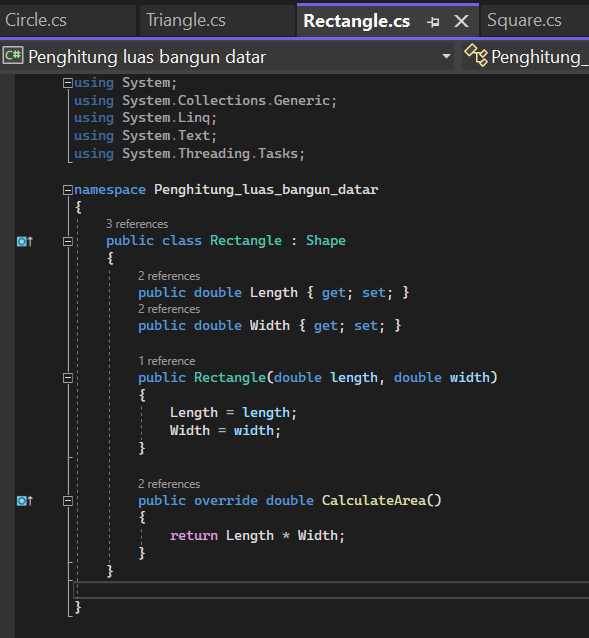 Circle.cs Triangle.cs Rectangle.cs Square.cs
C# Penghitung luas bangun datar Penghitung_
using System;
using System.Collections.Generic;
using System.Linq;
using System.Text;
using System.Threading.Tasks;
namespace Penghitung_luas_bangun_datar
{
3 references
public class Rectangle : Shape
{
2 references
public double Length { get; set; }
2 references
public double Width { get; set; }
1 reference
public Rectangle(double length, double width)
{
Length = length;
Width = width;
}
2 references
public override double CalculateArea()
{
return Length * Width;
}
}
}